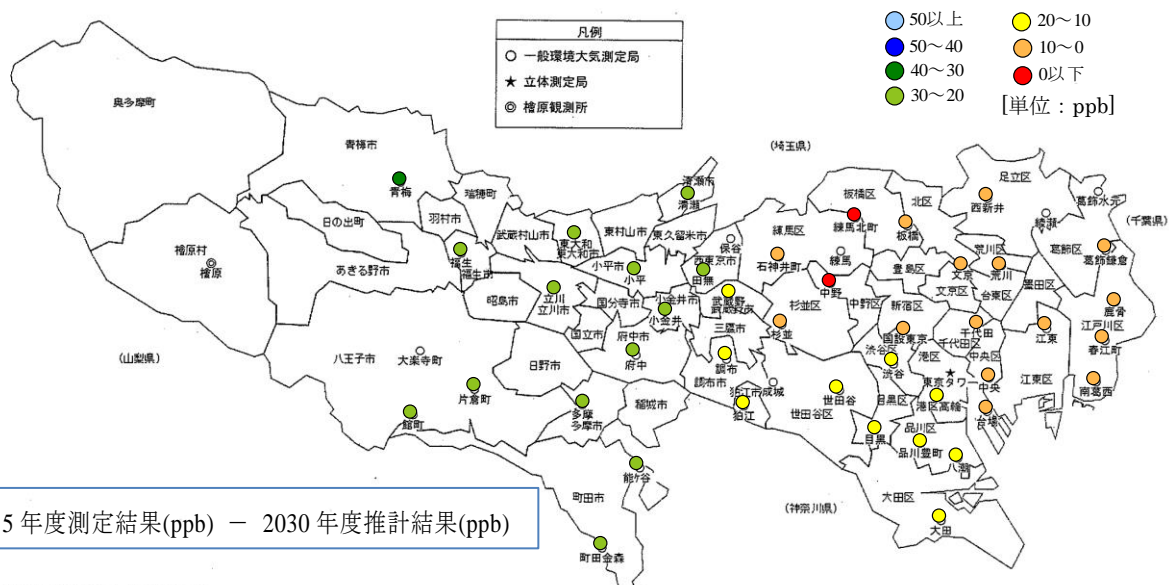 凡例
○ 一般環境大気測定局
★ 立体測定局
◎ 檜原観測所
50以上
50～40
40～30
30～20
20～10
10～0
0以下
[単位：ppb]
奥多摩町
青梅市
青梅
瑞穂町
羽村市
日の出町
檜原村
檜原
あきる野市
福生
福生市
武蔵村山市
東大和
東大和市
東村山市
清瀬市
清瀬
東久留米市
小平市
小平
保谷
西東京市
田無
昭島市
立川
立川市
国分寺市
小金井市
小金井
武蔵野
武蔵野市
三鷹市
国立市
府中市
府中
調布
調布市
狛江市
狛江
成城
八王子市
大楽寺町
片倉町
館町
日野市
多摩
多摩市
稲城市
能ケ谷
町田市
町田金森
(山梨県)
(埼玉県)
(千葉県)
(神奈川県)
板橋区
練馬北町
北区
板橋
練馬区
石神井町
練馬
足立区
西新井
綾瀬
葛飾水元
葛飾区
葛飾鎌倉
荒川区
荒川
豊島区
文京
文京区
台東区
墨田区
中野
中野区
杉並区
杉並
新宿区
国設東京
千代田
千代田区
渋谷区
渋谷
港区
東京タワー
中央区
中央
江東
江東区
江戸川区
鹿骨
春江町
南葛西
世田谷
世田谷区
目黒区
目黒
港区高輪
台場
品川区
品川豊町
八潮
大田区
大田
5 年度測定結果(ppb) － 2030 年度推計結果(ppb)